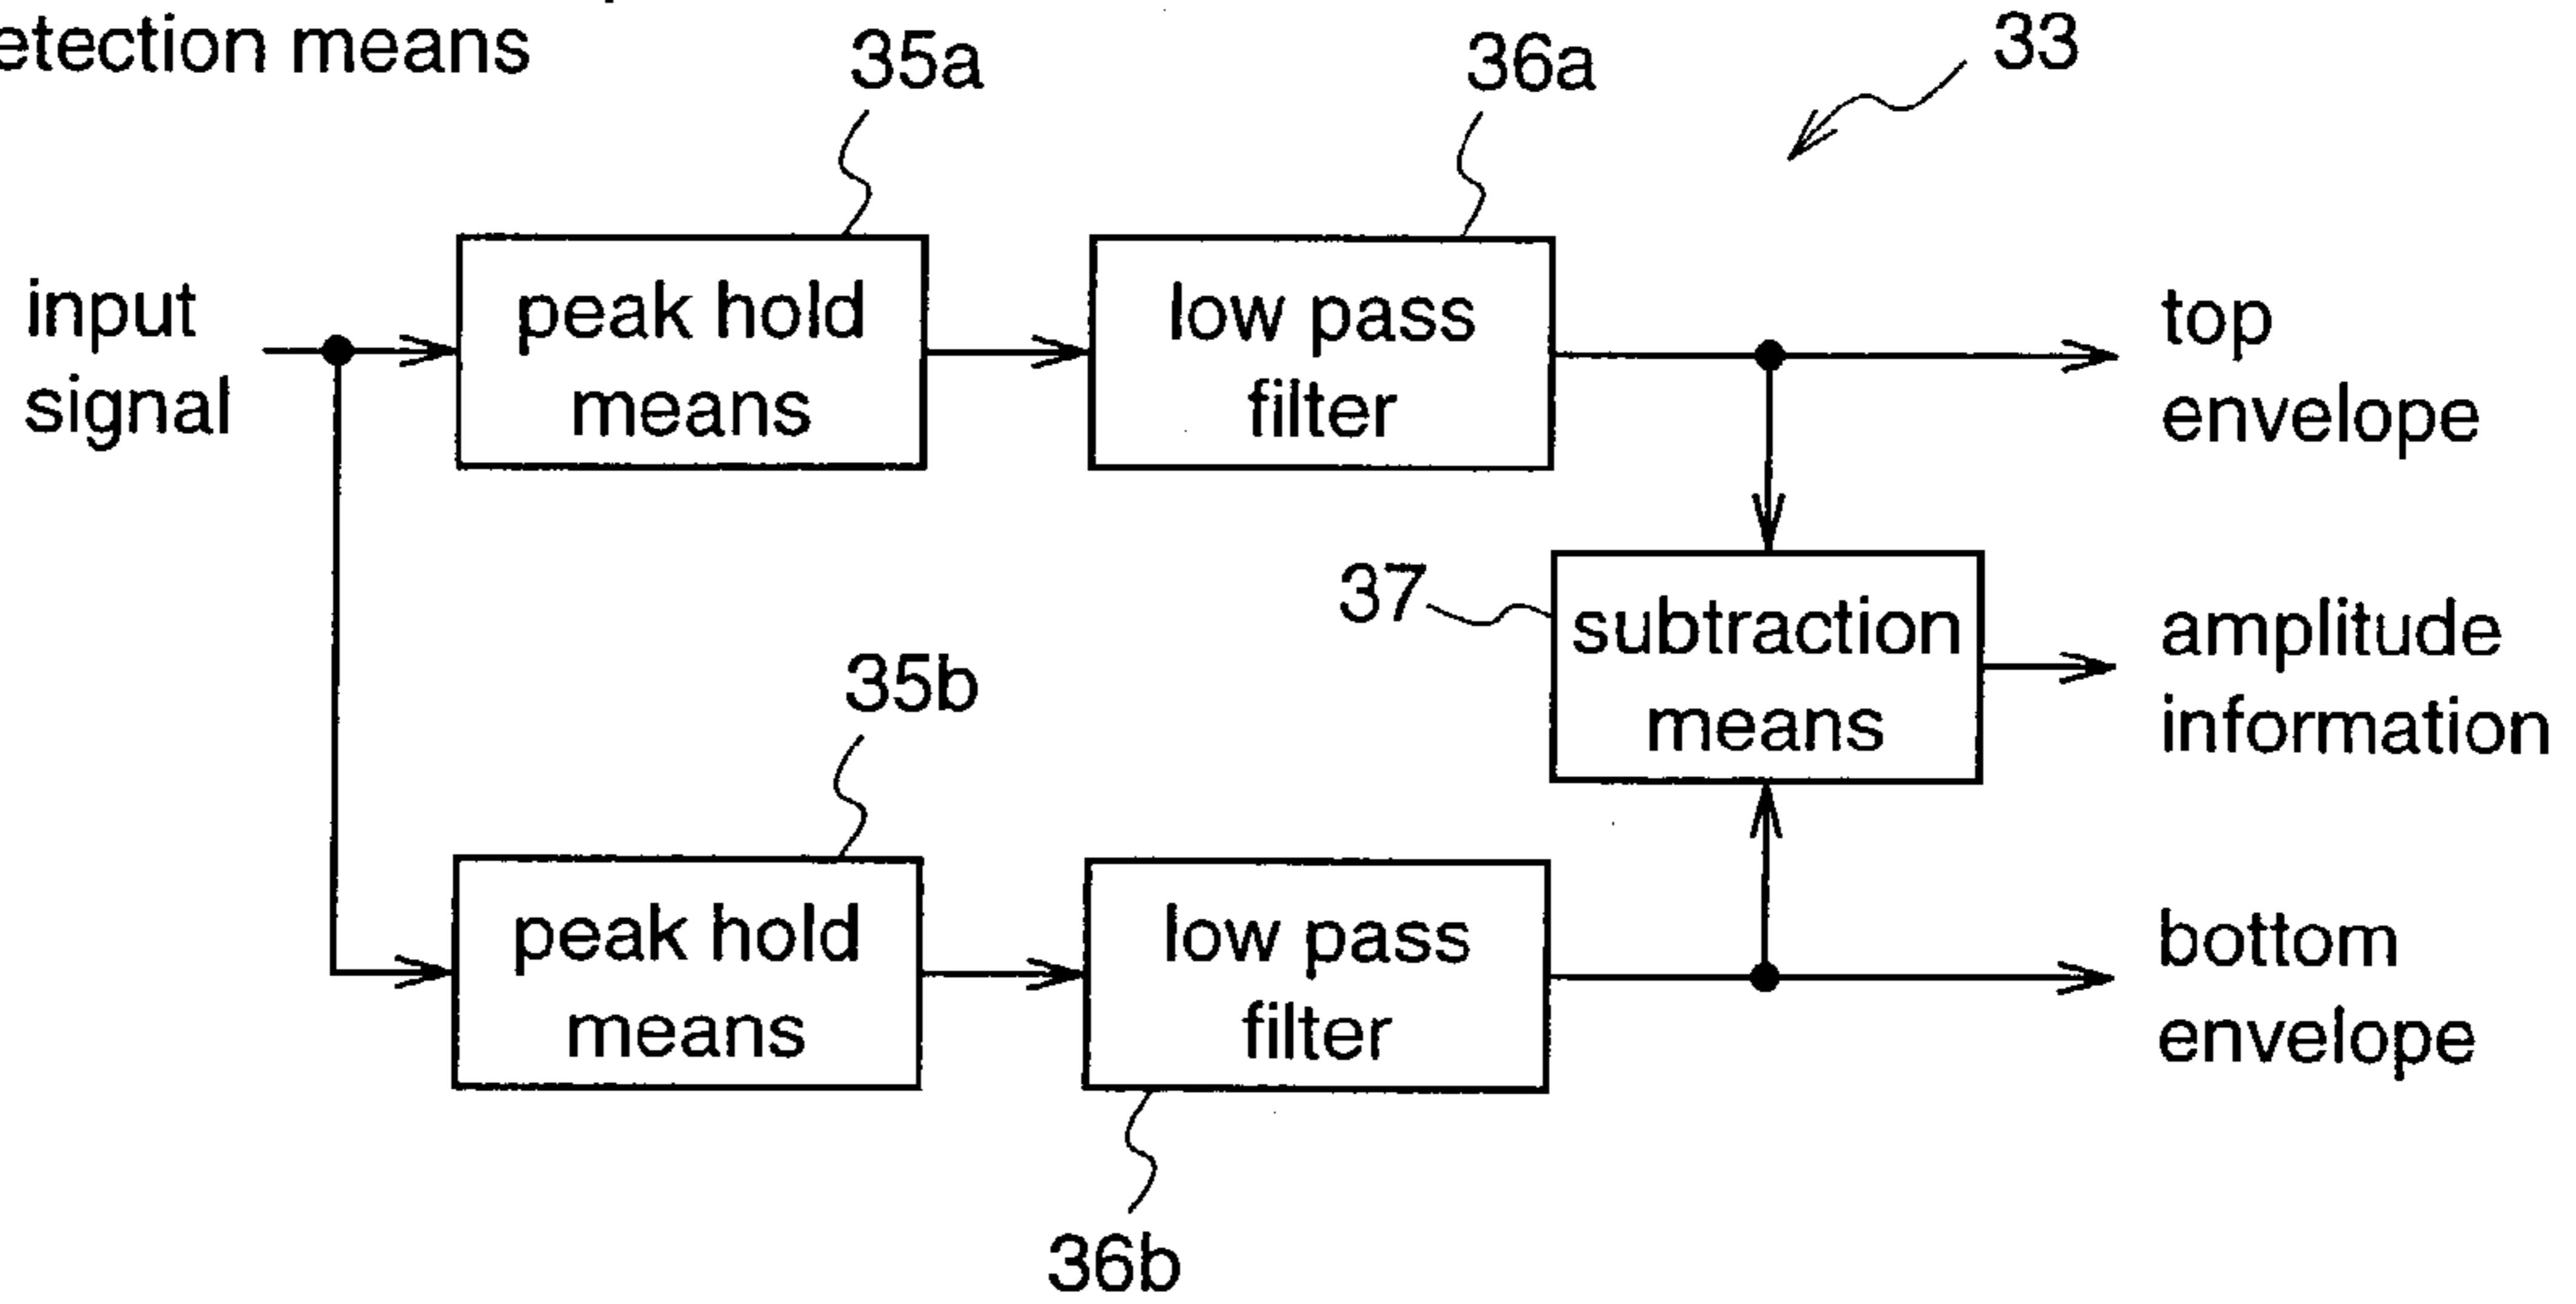 etection means
35a
36a
33
input
signal
peak hold
means
low pass
filter
top
envelope
37
subtraction
means
amplitude
information
35b
peak hold
means
low pass
filter
bottom
envelope
36b